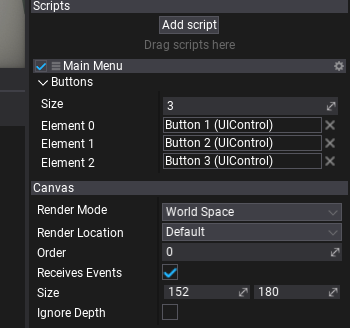 Scripts
Add script
Drag scripts here
Main Menu
Buttons
Size 3
Element 0 Button 1 (UIControl)
Element 1 Button 2 (UIControl)
Element 2 Button 3 (UIControl)
Canvas
Render Mode World Space
Render Location Default
Order 0
Receives Events
Size 152 180
Ignore Depth